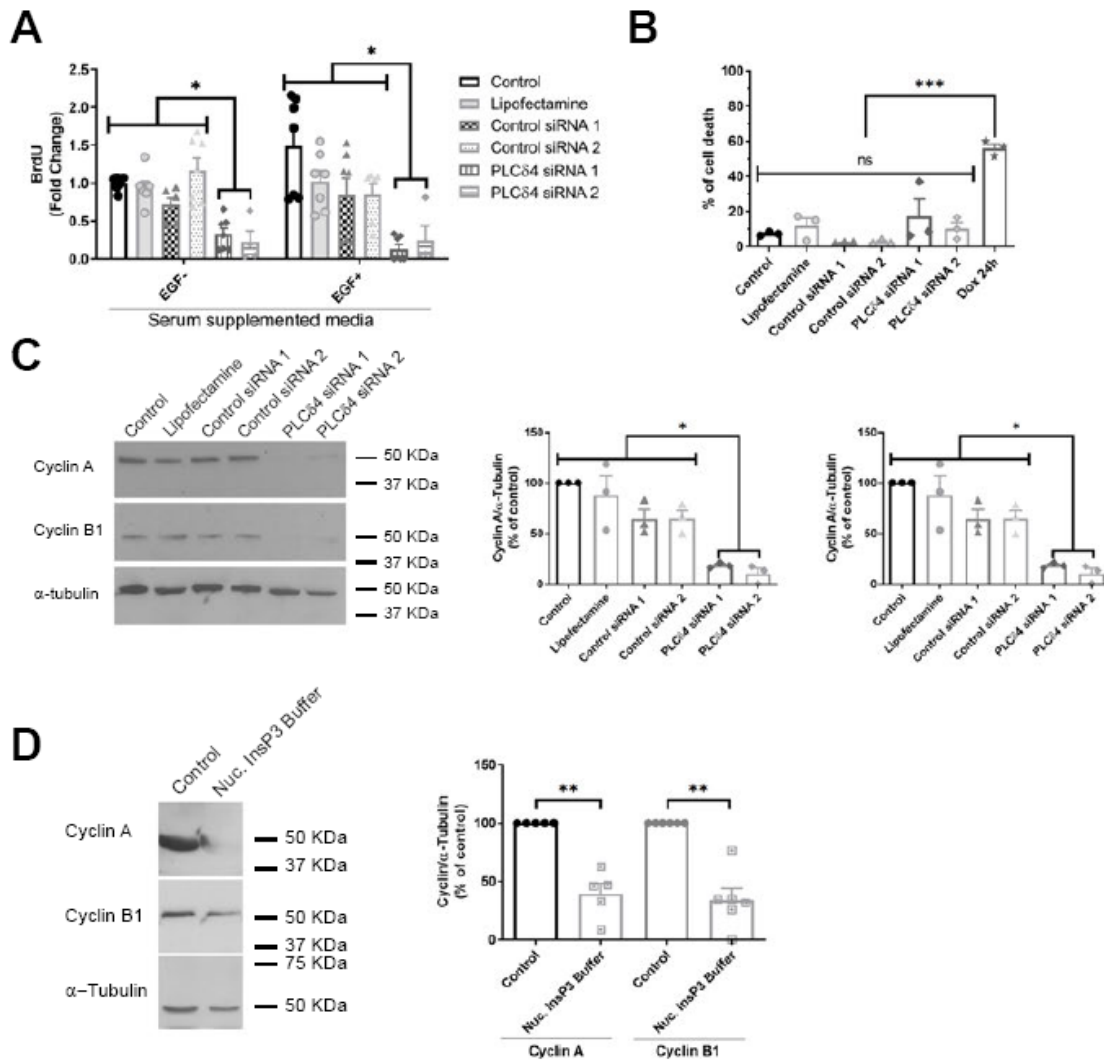 A
BrdU
(Fold Change)
2.5
2.0
1.5
1.0
0.5
0.0
*
*
EGF-
EGF+
Serum supplemented media
Control
Lipofectamine
Control siRNA 1
Control siRNA 2
PLCδ4 siRNA 1
PLCδ4 siRNA 2
B
% of cell death
100
80
60
40
20
0
***
ns
Control
Lipofectamine
Control siRNA 1
Control siRNA 2
PLCδ4 siRNA 1
PLCδ4 siRNA 2
Dox 24h
C
Control
Lipofectamine
Control siRNA 1
Control siRNA 2
PLCδ4 siRNA 1
PLCδ4 siRNA 2
Cyclin A
50 KDa
37 KDa
Cyclin B1
50 KDa
37 KDa
α-tubulin
50 KDa
37 KDa
Cyclin A/α-Tubulin
(% of control)
150
100
50
0
*
Control
Lipofectamine
Control siRNA 1
Control siRNA 2
PLCδ4 siRNA 1
PLCδ4 siRNA 2
Cyclin A/α-Tubulin
(% of control)
150
100
50
0
*
Control
Lipofectamine
Control siRNA 1
Control siRNA 2
PLCδ4 siRNA 1
PLCδ4 siRNA 2
D
Control
Nuc. InsP3 Buffer
Cyclin A
50 KDa
37 KDa
Cyclin B1
50 KDa
37 KDa
75 KDa
α-Tubulin
50 KDa
Cyclin/α-Tubulin
(% of control)
100
50
0
**
**
Control
Nuc. InsP3 Buffer
Control
Nuc. InsP3 Buffer
Cyclin A
Cyclin B1